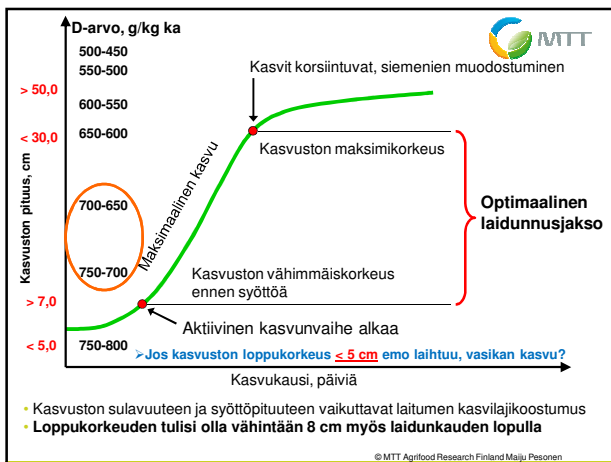 D-arvo, g/kg ka
MTT
500-450
550-500
Kasvit korsiintuvat, siemenien muodostuminen
> 50,0
600-550
< 30,0
650-600
Kasvuston maksimikorkeus
Kasvuston pituus, cm
Maksimaalinen kasvu
700-650
Optimaalinen
laidunnusjakso
750-700
Kasvuston vähimmäiskorkeus
ennen syöttöä
> 7,0
Aktiivinen kasvunvaihe alkaa
< 5,0
750-800
➢Jos kasvuston loppukorkeus < 5 cm emo laihtuu, vasikan kasvu?
Kasvukausi, päiviä
• Kasvuston sulavuuteen ja syöttöpituuteen vaikuttavat laitumen kasvilajikoostumus
• Loppukorkeuden tulisi olla vähintään 8 cm myös laidunkauden lopulla
© MTT Agrifood Research Finland Maiju Pesonen